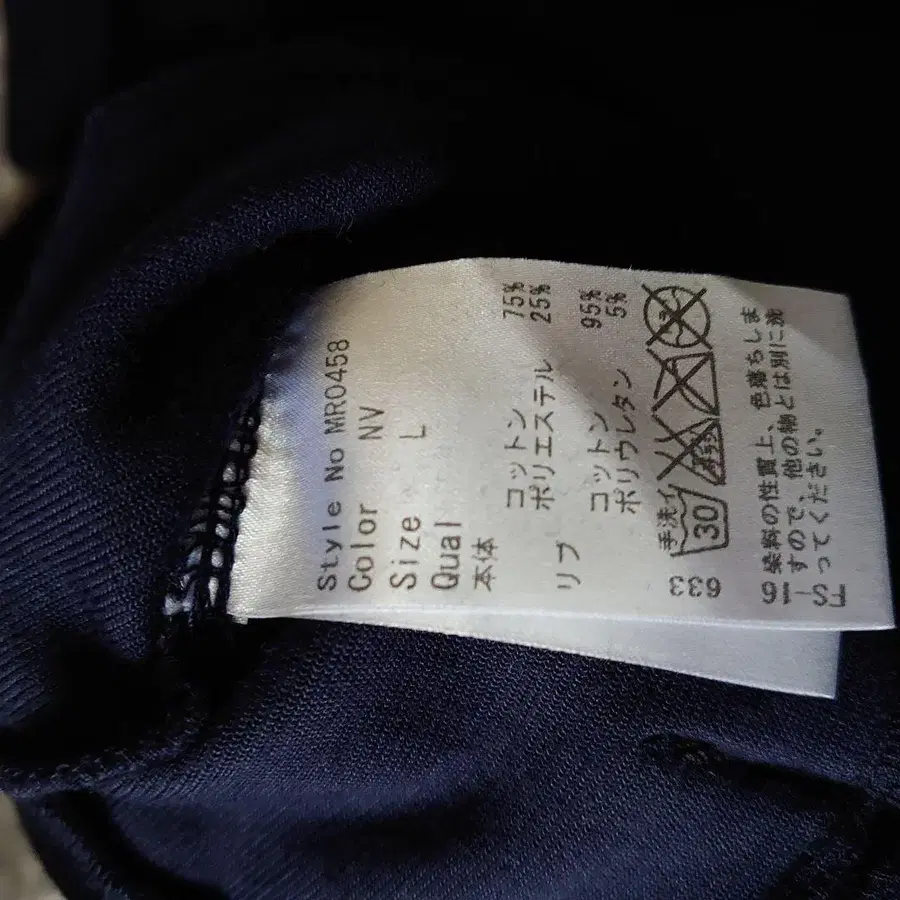 Style No MR0458
Color NV
Size L
Qual
本体
コットン 75%
ポリエステル 25%
リブ
コットン 95%
ポリウレタン 5%
手洗イ
30
633
染料の性質上、色落ちしま
すので、他の物とは別に洗
ってください。
FS-16